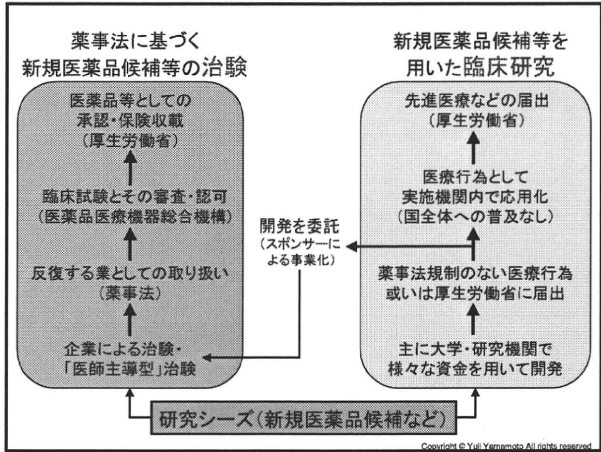 薬事法に基づく
新規医薬品候補等の治験
医薬品等としての
承認・保険収載
(厚生労働省)
臨床試験とその審査・認可
(医薬品医療機器総合機構)
反復する業としての取り扱い
(薬事法)
企業による治験・
「医師主導型」治験
開発を委託
(スポンサーに
よる事業化)
新規医薬品候補等を
用いた臨床研究
先進医療などの届出
(厚生労働省)
医療行為として
実施機関内で応用化
(国全体への普及なし)
薬事法規制のない医療行為
或いは厚生労働省に届出
主に大学・研究機関で
様々な資金を用いて開発
研究シーズ(新規医薬品候補など)
Copyright © Yuji Yamamoto All rights reserved